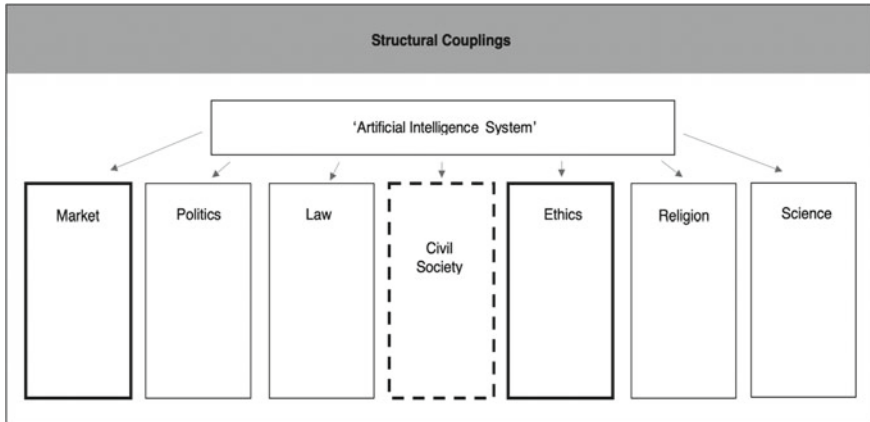 Structural Couplings
'Artificial Intelligence System'
Market
Politics
Law
Civil
Society
Ethics
Religion
Science